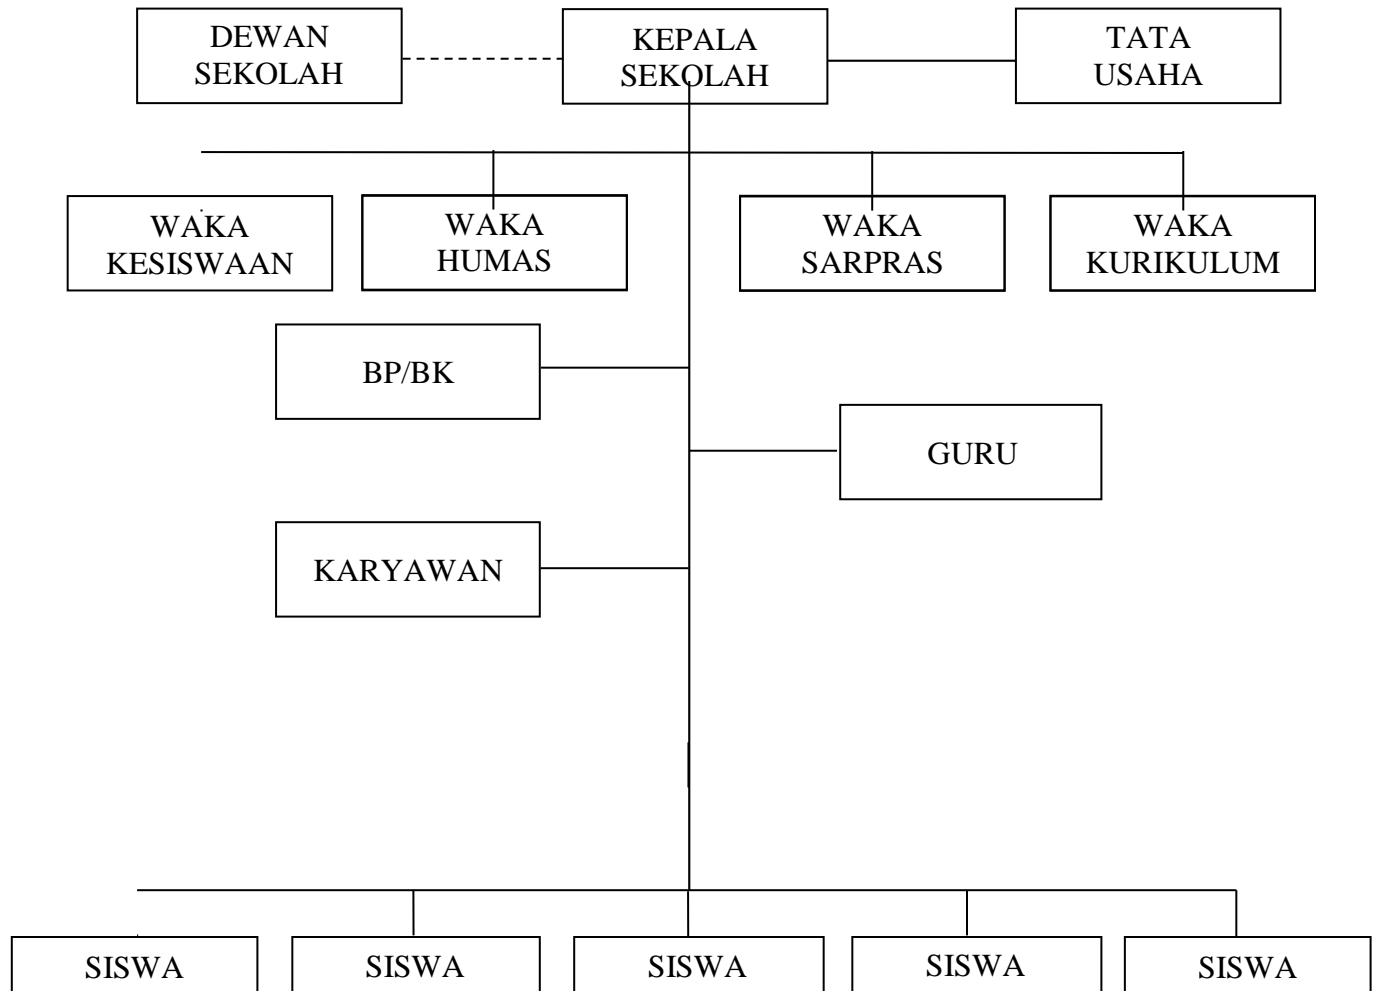 DEWAN
SEKOLAH
KEPALA
SEKOLAH
TATA
USAHA
WAKA
KESISWAAN
WAKA
HUMAS
WAKA
SARPRAS
WAKA
KURIKULUM
BP/BK
GURU
KARYAWAN
SISWA
SISWA
SISWA
SISWA
SISWA